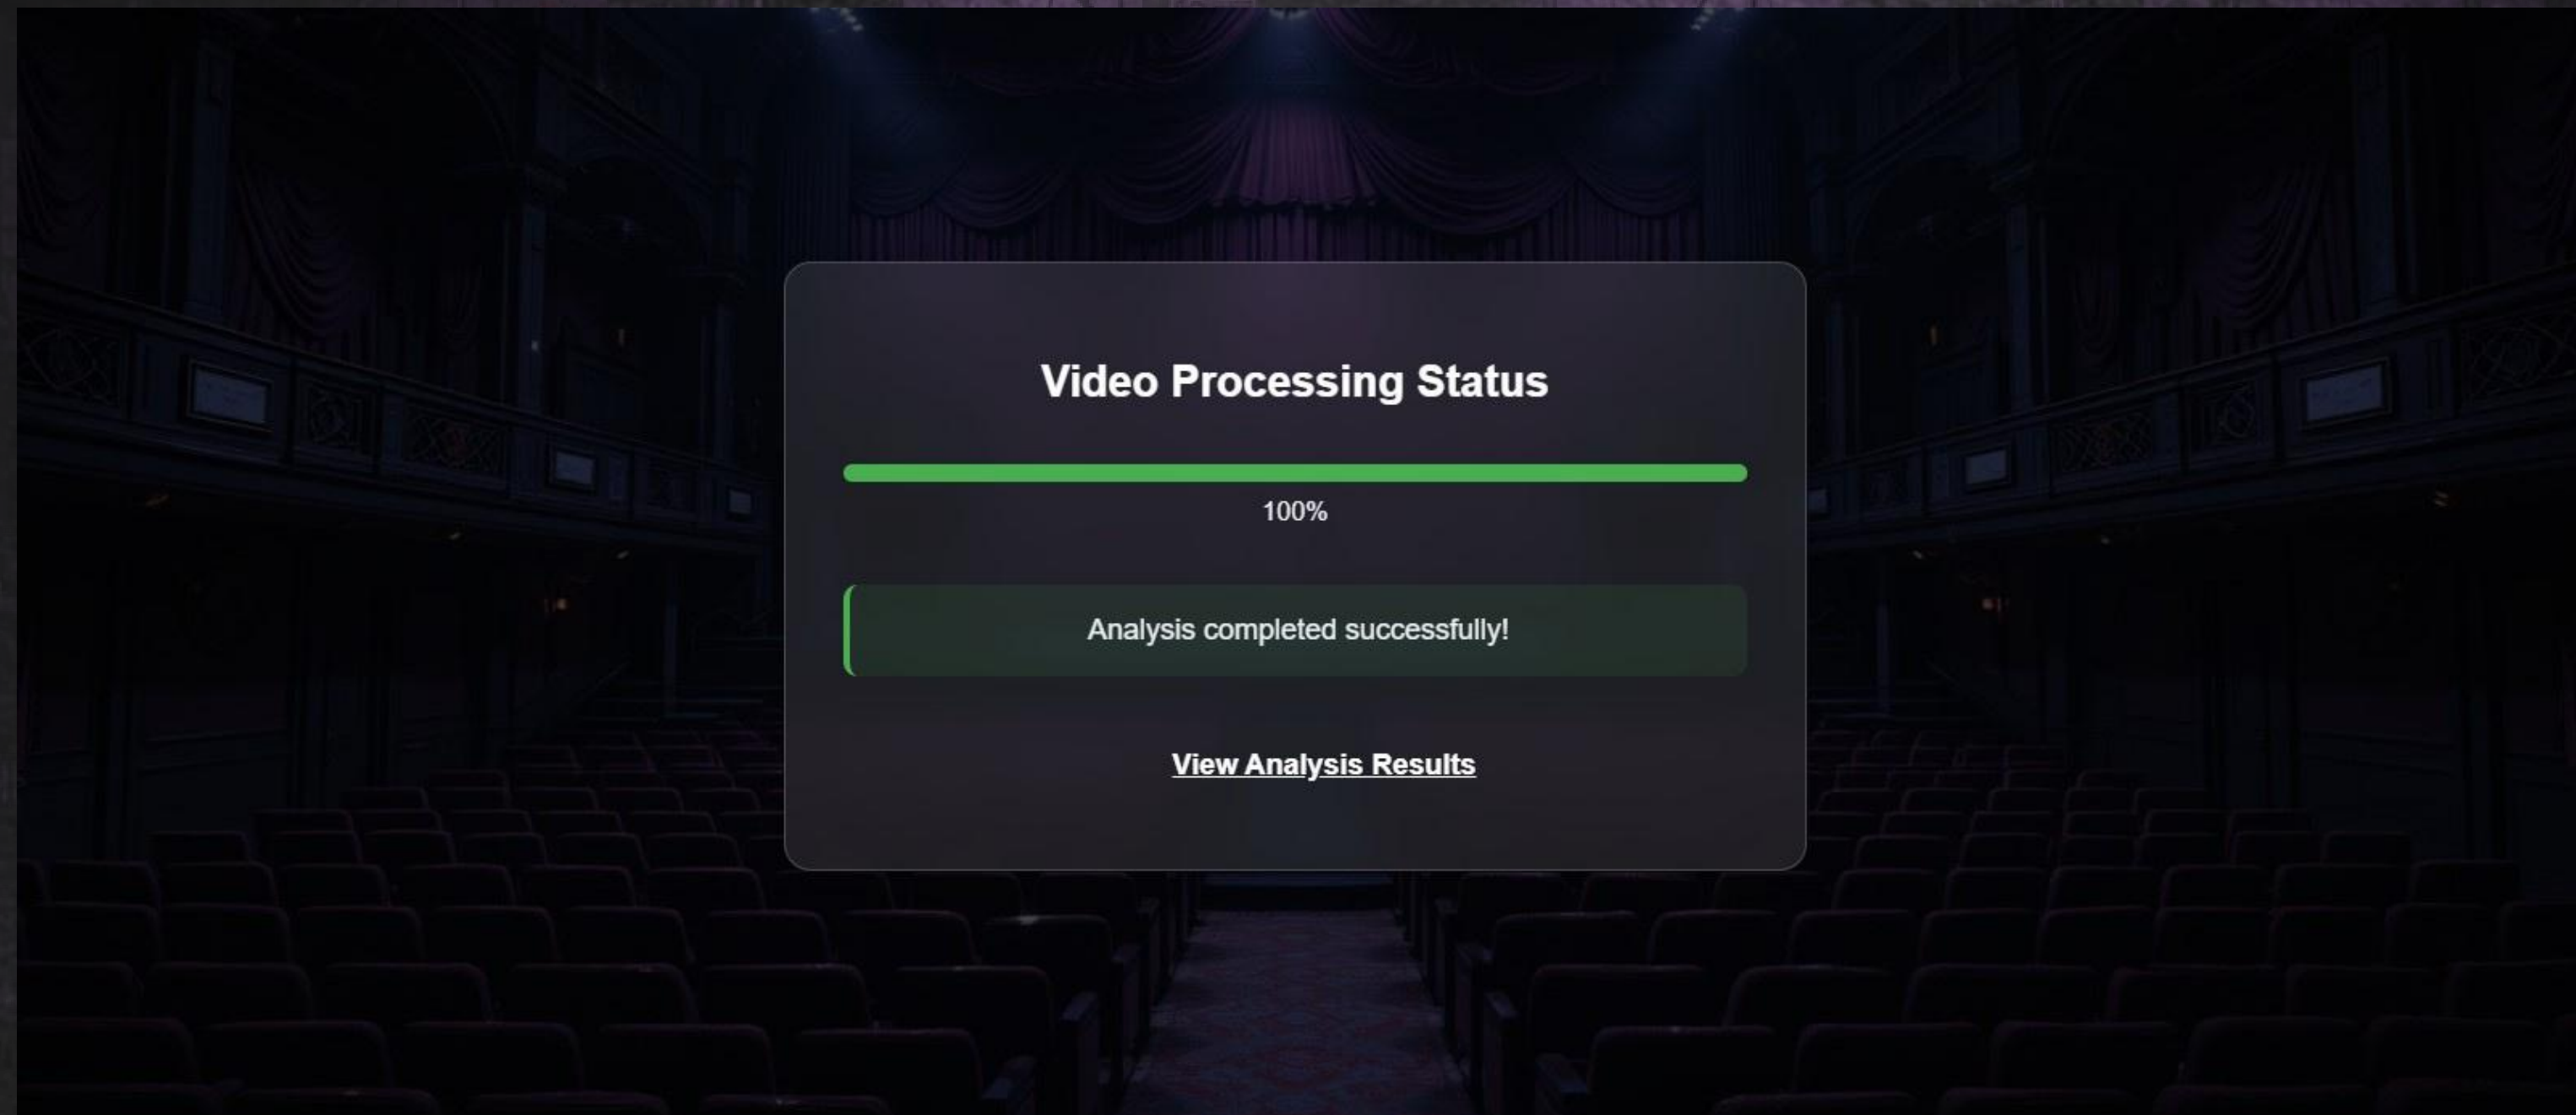 Video Processing Status
100%
Analysis completed successfully!
View Analysis Results